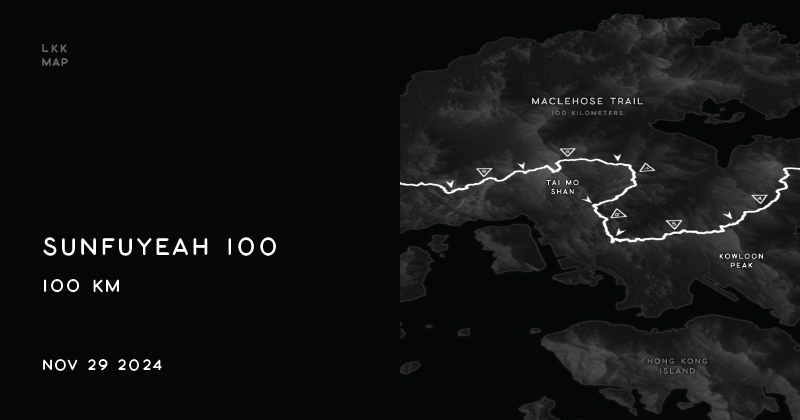 LKK
MAP
SUNFUYEAH 100
100 KM
NOV 29 2024
MACLEHOSE TRAIL
100 KILOMETERS
TAI MO
SHAN
KOWLOON
PEAK
HONG KONG
ISLAND